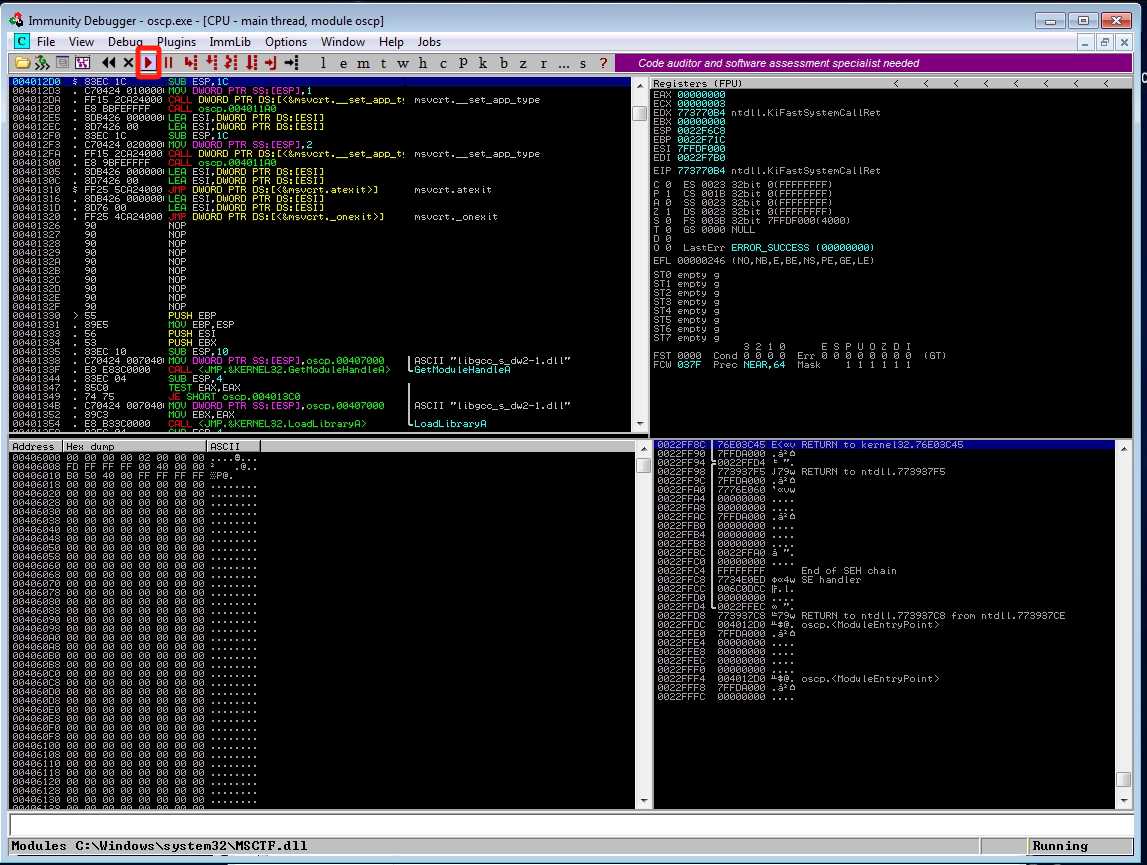 Immunity Debugger - oscp.exe - [CPU - main thread, module oscp]
C File View Debug Plugins ImmLib Options Window Help Jobs
l e m t w h c P k b z r ... s ? Code auditor and software assessment specialist needed
004012D0 $ 83EC 1C SUB ESP,1C
004012D3 . C70424 010000 MOV DWORD PTR SS:[ESP],1
004012DA . FF15 2CA24000 CALL DWORD PTR DS:[<&msvcrt.__set_app_ty msvcrt.__set_app_type
004012E0 . E8 BBFEFFFF CALL oscp.004011A0
004012E5 . 8DB426 000000 LEA ESI,DWORD PTR DS:[ESI]
004012EC . 8D7426 00 LEA ESI,DWORD PTR DS:[ESI]
004012F0 . 83EC 1C SUB ESP,1C
004012F3 . C70424 020000 MOV DWORD PTR SS:[ESP],2
004012FA . FF15 2CA24000 CALL DWORD PTR DS:[<&msvcrt.__set_app_ty msvcrt.__set_app_type
00401300 . E8 9BFEFFFF CALL oscp.004011A0
00401305 . 8DB426 000000 LEA ESI,DWORD PTR DS:[ESI]
0040130C . 8D7426 00 LEA ESI,DWORD PTR DS:[ESI]
00401310 $ FF25 5CA24000 JMP DWORD PTR DS:[<&msvcrt.atexit>] msvcrt.atexit
00401316 . 8DB426 000000 LEA ESI,DWORD PTR DS:[ESI]
0040131D . 8D76 00 LEA ESI,DWORD PTR DS:[ESI]
00401320 . FF25 4CA24000 JMP DWORD PTR DS:[<&msvcrt._onexit>] msvcrt._onexit
00401326 90 NOP
00401327 90 NOP
00401328 90 NOP
00401329 90 NOP
0040132A 90 NOP
0040132B 90 NOP
0040132C 90 NOP
0040132D 90 NOP
0040132E 90 NOP
0040132F 90 NOP
00401330 > 55 PUSH EBP
00401331 . 89E5 MOV EBP,ESP
00401333 . 56 PUSH ESI
00401334 . 53 PUSH EBX
00401335 . 83EC 10 SUB ESP,10
00401338 . C70424 007040 MOV DWORD PTR SS:[ESP],oscp.00407000 ASCII "libgcc_s_dw2-1.dll"
0040133F . E8 E83C0000 CALL <JMP.&KERNEL32.GetModuleHandleA> GetModuleHandleA
00401344 . 83EC 04 SUB ESP,4
00401347 . 85C0 TEST EAX,EAX
00401349 . 74 75 JE SHORT oscp.004013C0
0040134B . C70424 007040 MOV DWORD PTR SS:[ESP],oscp.00407000 ASCII "libgcc_s_dw2-1.dll"
00401352 . 89C3 MOV EBX,EAX
00401354 . E8 B33C0000 CALL <JMP.&KERNEL32.LoadLibraryA> LoadLibraryA
Registers (FPU) < < < < < < < <
EAX 00000000
ECX 00000003
EDX 773770B4 ntdll.KiFastSystemCallRet
EBX 00000000
ESP 0022F6C8
EBP 0022F71C
ESI 7FFDF000
EDI 0022F7B0
EIP 773770B4 ntdll.KiFastSystemCallRet
C 0 ES 0023 32bit 0(FFFFFFFF)
P 1 CS 001B 32bit 0(FFFFFFFF)
A 0 SS 0023 32bit 0(FFFFFFFF)
Z 1 DS 0023 32bit 0(FFFFFFFF)
S 0 FS 003B 32bit 7FFDF000(4000)
T 0 GS 0000 NULL
D 0
O 0 LastErr ERROR_SUCCESS (00000000)
EFL 00000246 (NO,NB,E,BE,NS,PE,GE,LE)
ST0 empty g
ST1 empty g
ST2 empty g
ST3 empty g
ST4 empty g
ST5 empty g
ST6 empty g
ST7 empty g
3 2 1 0 E S P U O Z D I
FST 0000 Cond 0 0 0 0 Err 0 0 0 0 0 0 0 0 (GT)
FCW 037F Prec NEAR,64 Mask 1 1 1 1 1 1
Address Hex dump ASCII
00406000 00 00 00 00 02 00 00 00 ....
00406008 FD FF FF FF 00 40 00 00
00406010 B0 50 40 00 FF FF FF FF
00406018 00 00 00 00 00 00 00 00 ........
00406020 00 00 00 00 00 00 00 00 ........
00406028 00 00 00 00 00 00 00 00 ........
00406030 00 00 00 00 00 00 00 00 ........
00406038 00 00 00 00 00 00 00 00 ........
00406040 00 00 00 00 00 00 00 00 ........
00406048 00 00 00 00 00 00 00 00 ........
00406050 00 00 00 00 00 00 00 00 ........
00406058 00 00 00 00 00 00 00 00 ........
00406060 00 00 00 00 00 00 00 00 ........
00406068 00 00 00 00 00 00 00 00 ........
00406070 00 00 00 00 00 00 00 00 ........
00406078 00 00 00 00 00 00 00 00 ........
00406080 00 00 00 00 00 00 00 00 ........
00406088 00 00 00 00 00 00 00 00 ........
00406090 00 00 00 00 00 00 00 00 ........
00406098 00 00 00 00 00 00 00 00 ........
004060A0 00 00 00 00 00 00 00 00 ........
004060A8 00 00 00 00 00 00 00 00 ........
004060B0 00 00 00 00 00 00 00 00 ........
004060B8 00 00 00 00 00 00 00 00 ........
004060C0 00 00 00 00 00 00 00 00 ........
004060C8 00 00 00 00 00 00 00 00 ........
004060D0 00 00 00 00 00 00 00 00 ........
004060D8 00 00 00 00 00 00 00 00 ........
004060E0 00 00 00 00 00 00 00 00 ........
004060E8 00 00 00 00 00 00 00 00 ........
004060F0 00 00 00 00 00 00 00 00 ........
004060F8 00 00 00 00 00 00 00 00 ........
00406100 00 00 00 00 00 00 00 00 ........
00406108 00 00 00 00 00 00 00 00 ........
00406110 00 00 00 00 00 00 00 00 ........
00406118 00 00 00 00 00 00 00 00 ........
00406120 00 00 00 00 00 00 00 00 ........
00406128 00 00 00 00 00 00 00 00 ........
00406130 00 00 00 00 00 00 00 00 ........
0022FF8C 76E03C45 E<αv RETURN to kernel32.76E03C45
0022FF90 7FFDA000
0022FF94 0022FFD4
0022FF98 773937F5 RETURN to ntdll.773937F5
0022FF9C 7FFDA000
0022FFA0 7776E060
0022FFA4 00000000 ....
0022FFA8 00000000 ....
0022FFAC 7FFDA000
0022FFB0 00000000 ....
0022FFB4 00000000 ....
0022FFB8 00000000 ....
0022FFBC 0022FFA0
0022FFC0 00000000 ....
0022FFC4 FFFFFFFF End of SEH chain
0022FFC8 7734E0ED SE handler
0022FFCC 006C0DCC
0022FFD0 00000000 ....
0022FFD4 0022FFEC
0022FFD8 773937C8 RETURN to ntdll.773937C8 from ntdll.773937CE
0022FFDC 004012D0 oscp.<ModuleEntryPoint>
0022FFE0 7FFDA000
0022FFE4 00000000 ....
0022FFE8 00000000 ....
0022FFEC 00000000 ....
0022FFF0 00000000 ....
0022FFF4 004012D0 oscp.<ModuleEntryPoint>
0022FFF8 7FFDA000
0022FFFC 00000000 ....
Modules C:\Windows\system32\MSCTF.dll Running